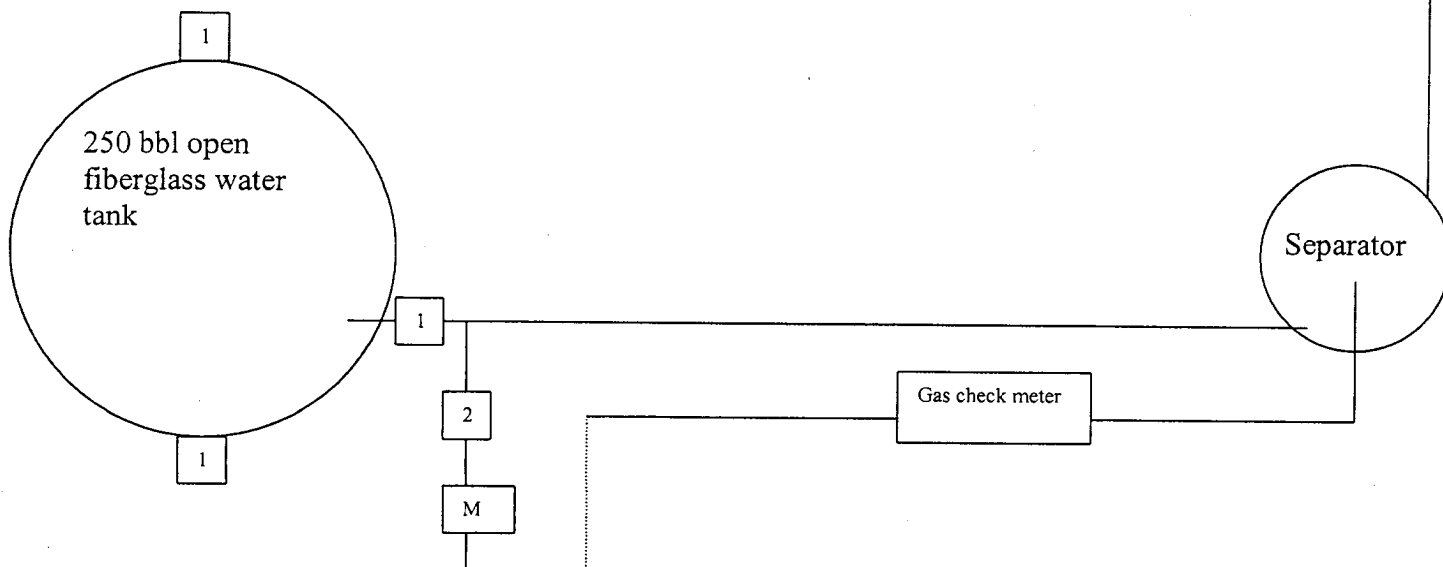 1
250 bbl open
fiberglass water
tank
Separator
1
Gas check meter
2
1
M